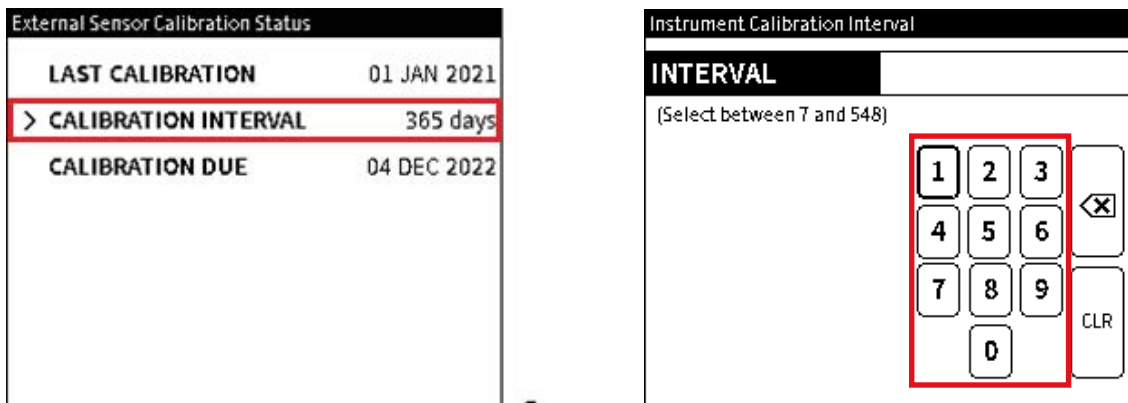 External Sensor Calibration Status
LAST CALIBRATION 01 JAN 2021
> CALIBRATION INTERVAL 365 days
CALIBRATION DUE 04 DEC 2022
Instrument Calibration Interval
INTERVAL
(Select between 7 and 548)
1 2 3
4 5 6
7 8 9
CLR
0